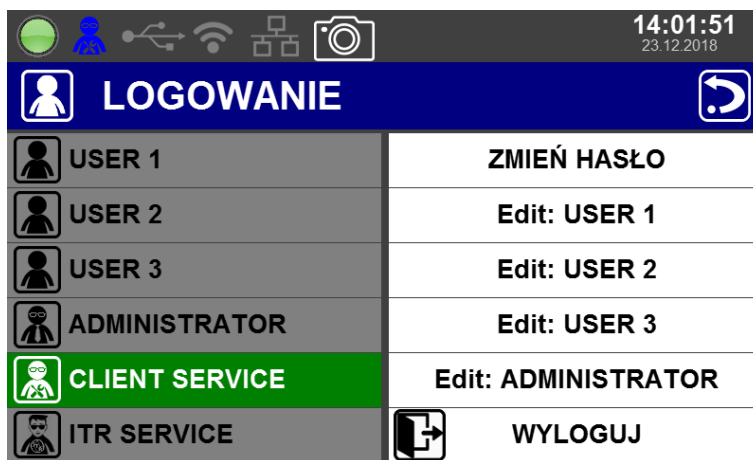 14:01:51
23.12.2018
LOGOWANIE
USER 1
ZMIEŃ HASŁO
USER 2
Edit: USER 1
USER 3
Edit: USER 2
ADMINISTRATOR
Edit: USER 3
CLIENT SERVICE
Edit: ADMINISTRATOR
ITR SERVICE
WYLOGUJ